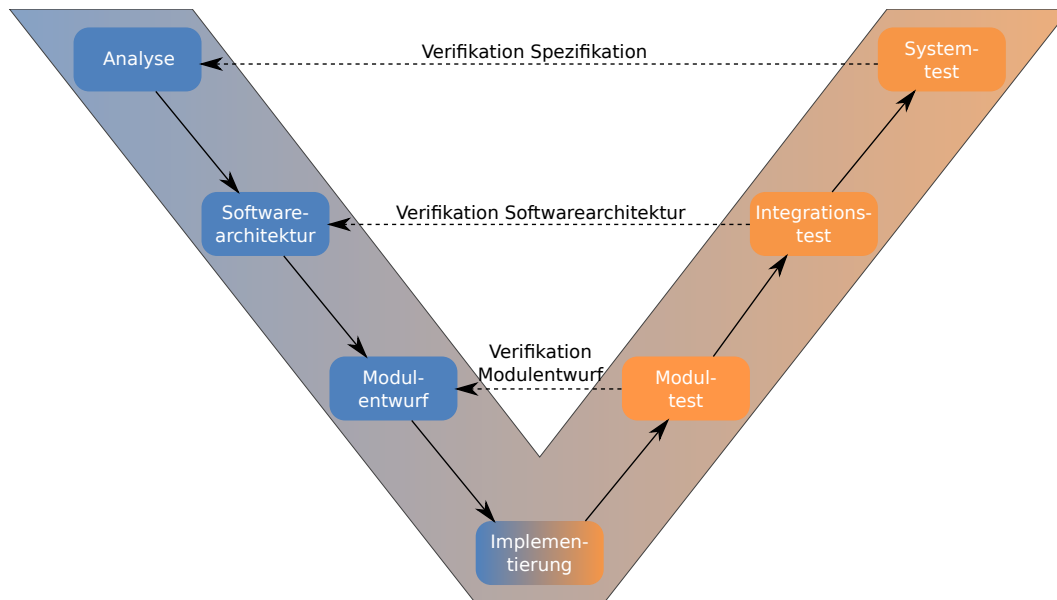 Analyse
Verifikation Spezifikation
System-
test
Software-
architektur
Verifikation Softwarearchitektur
Integrations-
test
Modul-
entwurf
Verifikation
Modulentwurf
Modul-
test
Implemen-
tierung